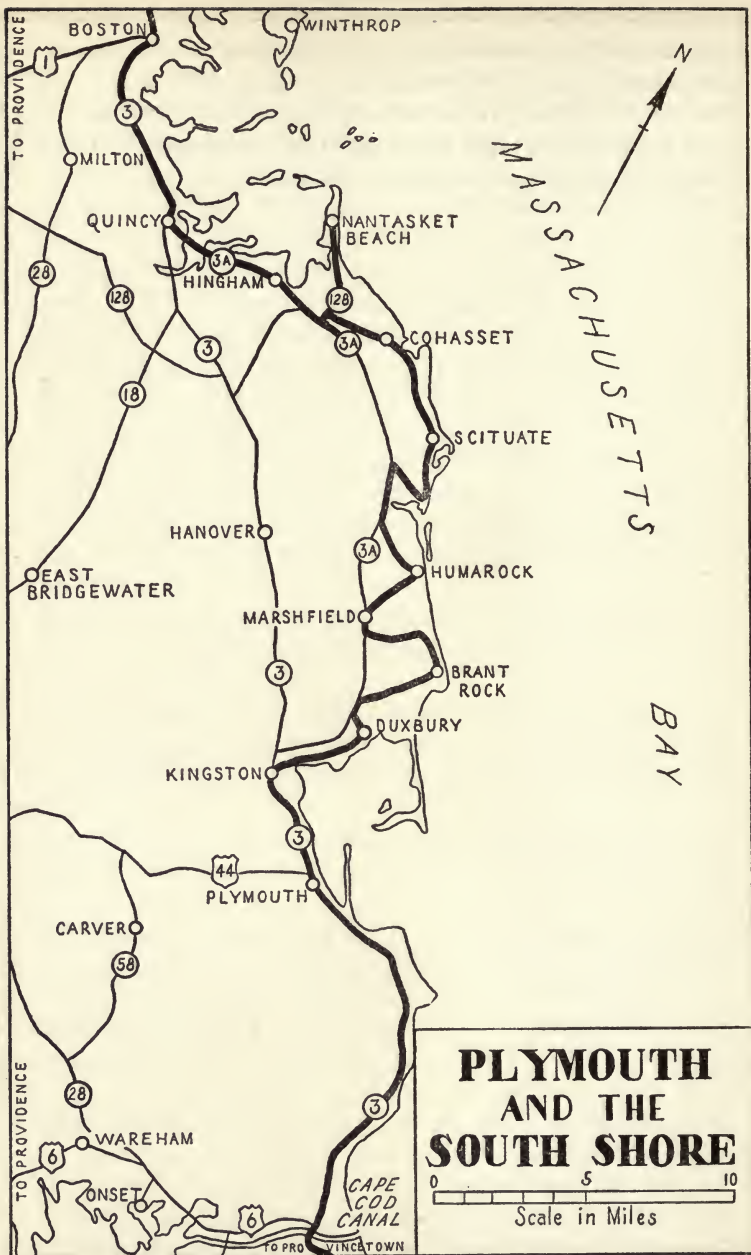 BOSTON
WINTHROP
N
1
TO PROVIDENCE
3
MILTON
MASSACHUSETTS
BAY
QUINCY
NANTASKET
BEACH
3A
HINGHAM
28
128
128
3
3A
COHASSET
18
SCITUATE
HANOVER
3A
EAST
BRIDGEWATER
HUMAROCK
MARSHFIELD
3
BRANT
ROCK
DUXBURY
KINGSTON
3
44
PLYMOUTH
CARVER
58
TO PROVIDENCE
28
3
WAREHAM
6
ONSET
6
CAPE
COD
CANAL
TO PROVINCETOWN
PLYMOUTH
AND THE
SOUTH SHORE
0 5 10
Scale in Miles